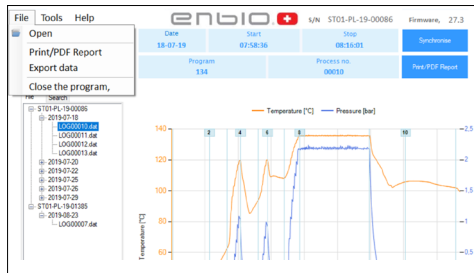 File Tools Help
enbio S/N ST01-PL-19-00086 Firmware, 27.3
Open
Print/PDF Report
Export data
Close the program,
Date Start Stop
18-07-19 07:58:36 08:16:01
Synchronise
Program Process no.
134 00010
Print/PDF Report
File Search
ST01-PL-19-00086
2019-07-18
LOG00010.dat
LOG00011.dat
LOG00012.dat
LOG00013.dat
2019-07-20
2019-07-22
2019-07-25
2019-07-26
2019-07-29
ST01-PL-19-01385
2019-08-23
LOG00007.dat
Temperature [°C] Pressure [bar]
2 4 6 8 10
140
120
100
80
60
Temperature [°C]
2.5
2
1.5
1
0.5